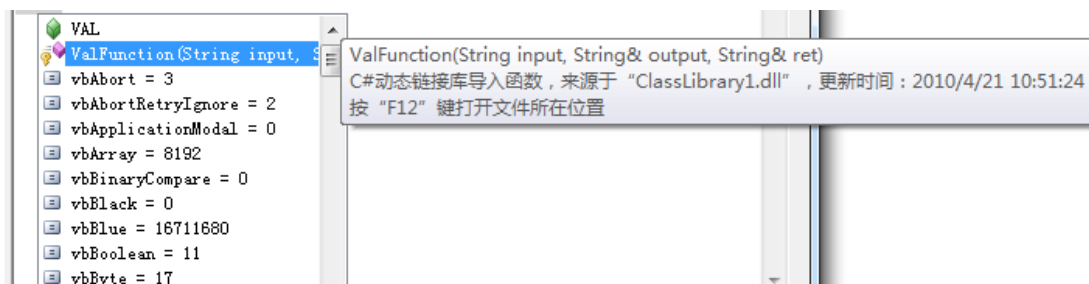 VAL
ValFunction(String input, S
ValFunction(String input, String& output, String& ret)
C#动态链接库导入函数，来源于“ClassLibrary1.dll”，更新时间：2010/4/21 10:51:24
按“F12”键打开文件所在位置
vbAbort = 3
vbAbortRetryIgnore = 2
vbApplicationModal = 0
vbArray = 8192
vbBinaryCompare = 0
vbBlack = 0
vbBlue = 16711680
vbBoolean = 11
vbByte = 17